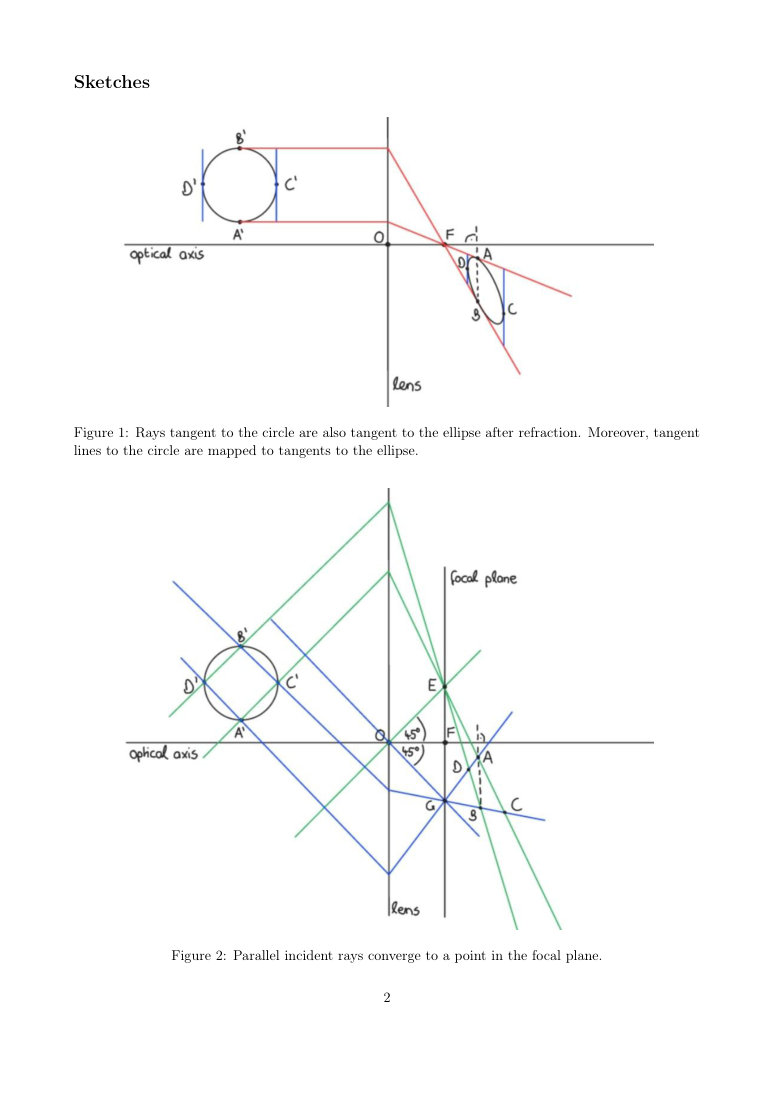 Sketches
B'
D'
C'
A'
O
F
A
D
optical axis
B
C
lens
Figure 1: Rays tangent to the circle are also tangent to the ellipse after refraction. Moreover, tangent
lines to the circle are mapped to tangents to the ellipse.
focal plane
B'
D'
C'
E
A'
O
45°
F
optical axis
45°
A
D
G
B
C
lens
Figure 2: Parallel incident rays converge to a point in the focal plane.
2